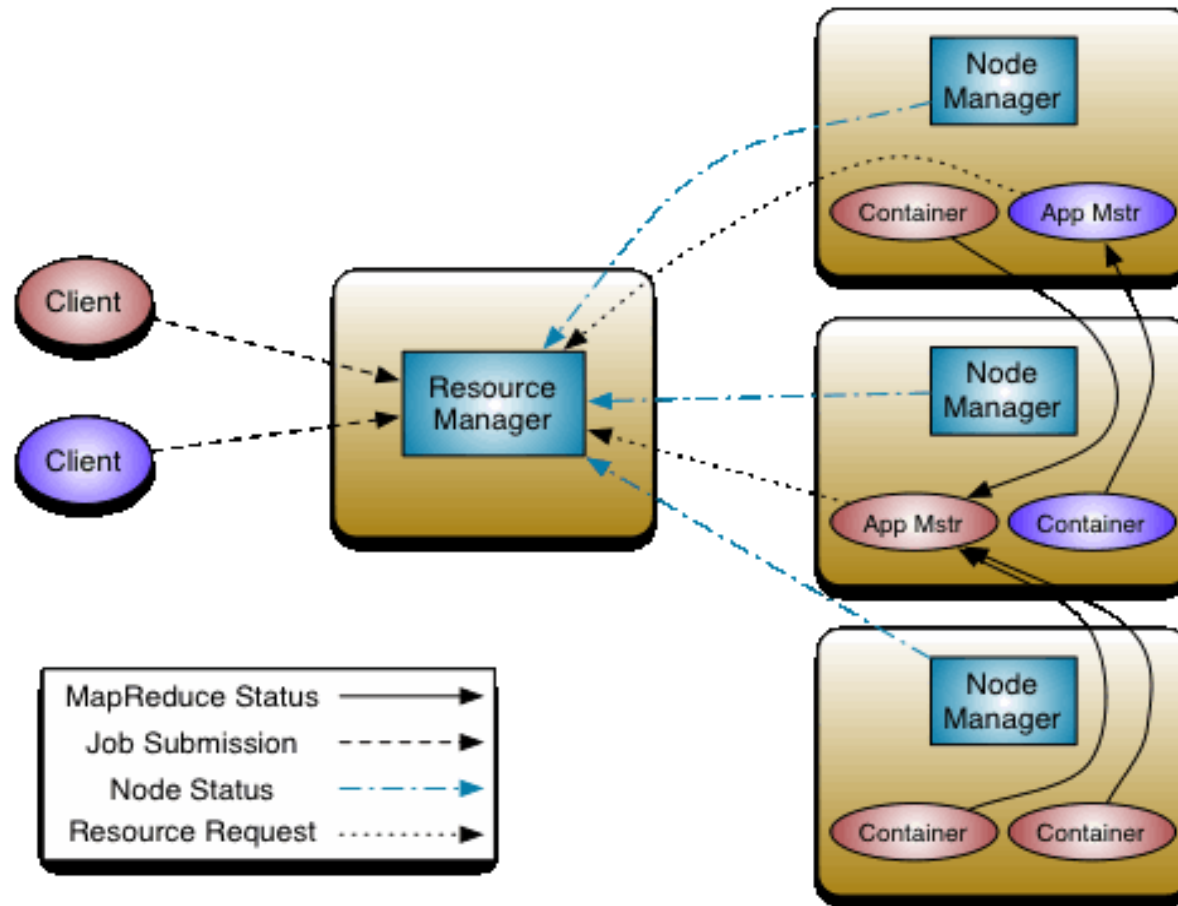 Node
Manager
Container
App Mstr
Client
Resource
Manager
Node
Manager
Client
App Mstr
Container
Node
Manager
MapReduce Status
Job Submission
Node Status
Resource Request
Container
Container